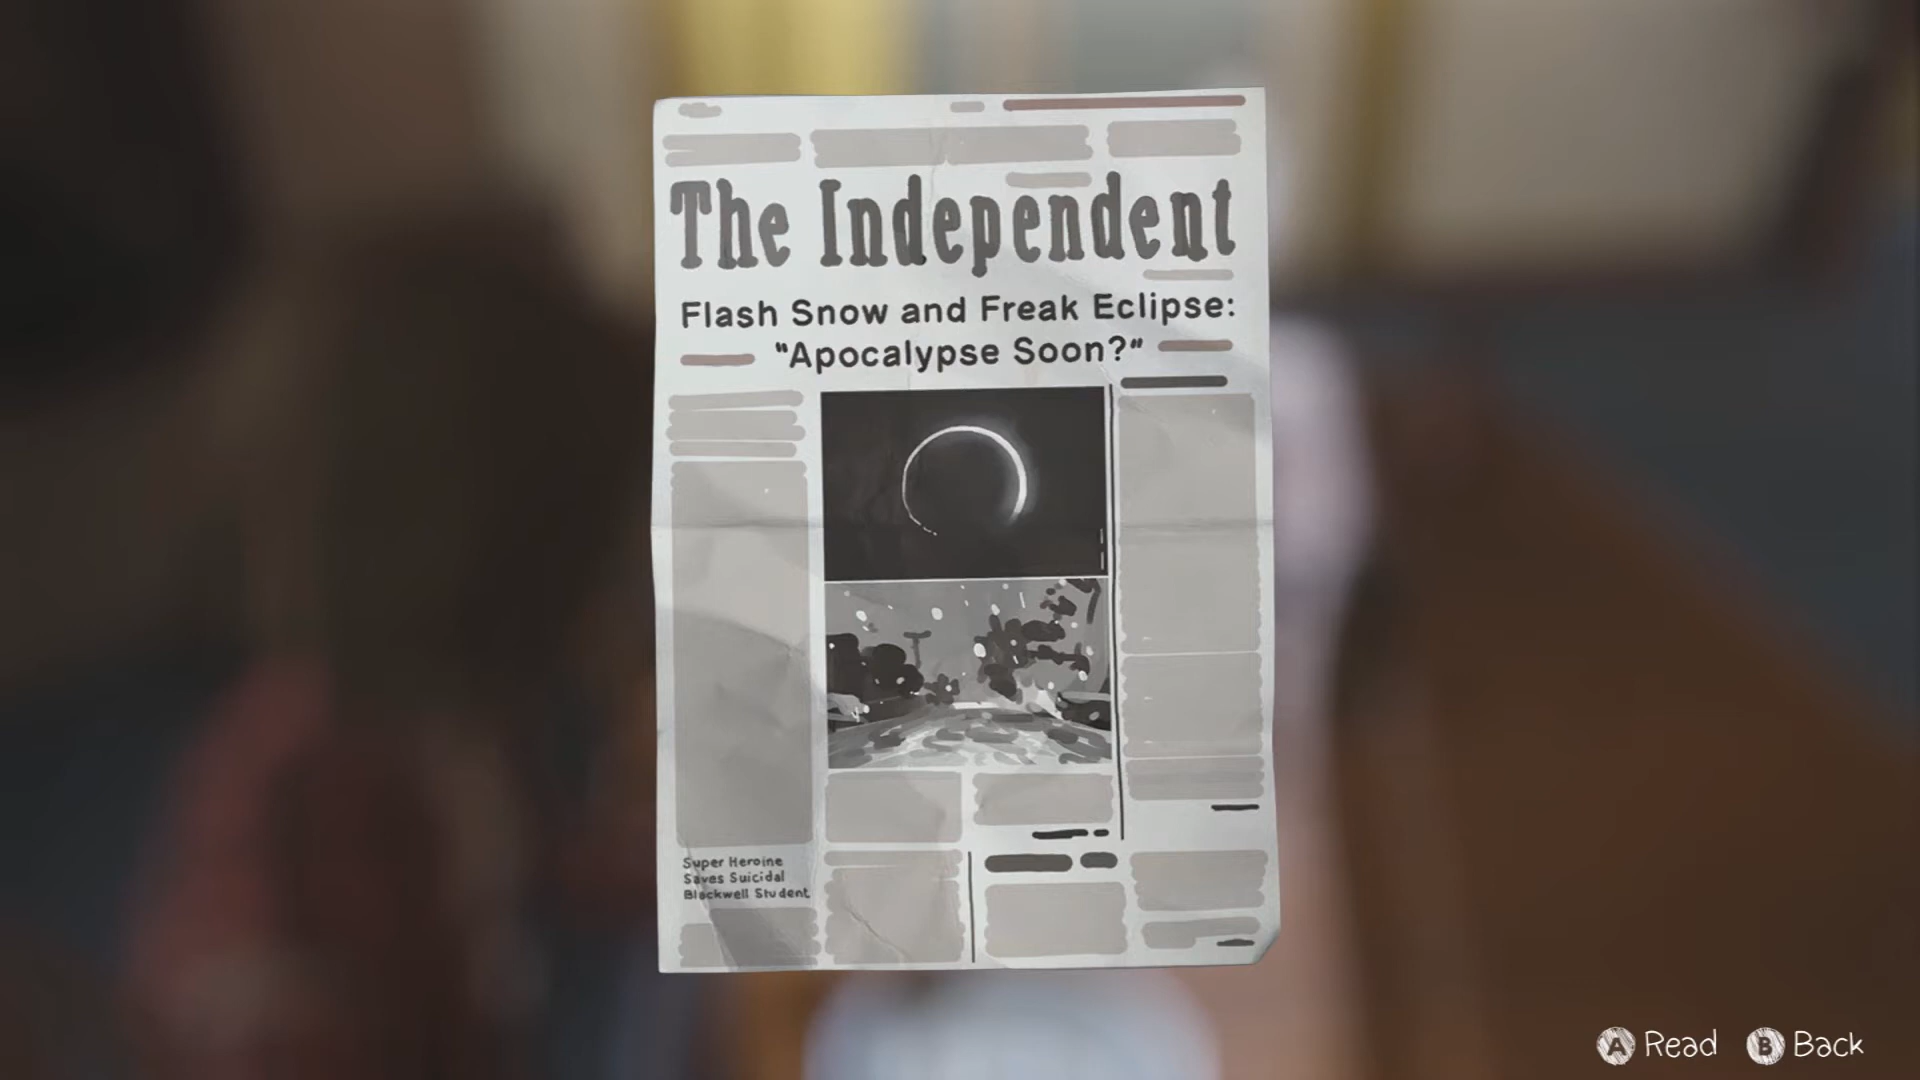 The Independent
Flash Snow and Freak Eclipse:
"Apocalypse Soon?"
Super Heroine
Saves Suicidal
Blackwell Student
A Read B Back